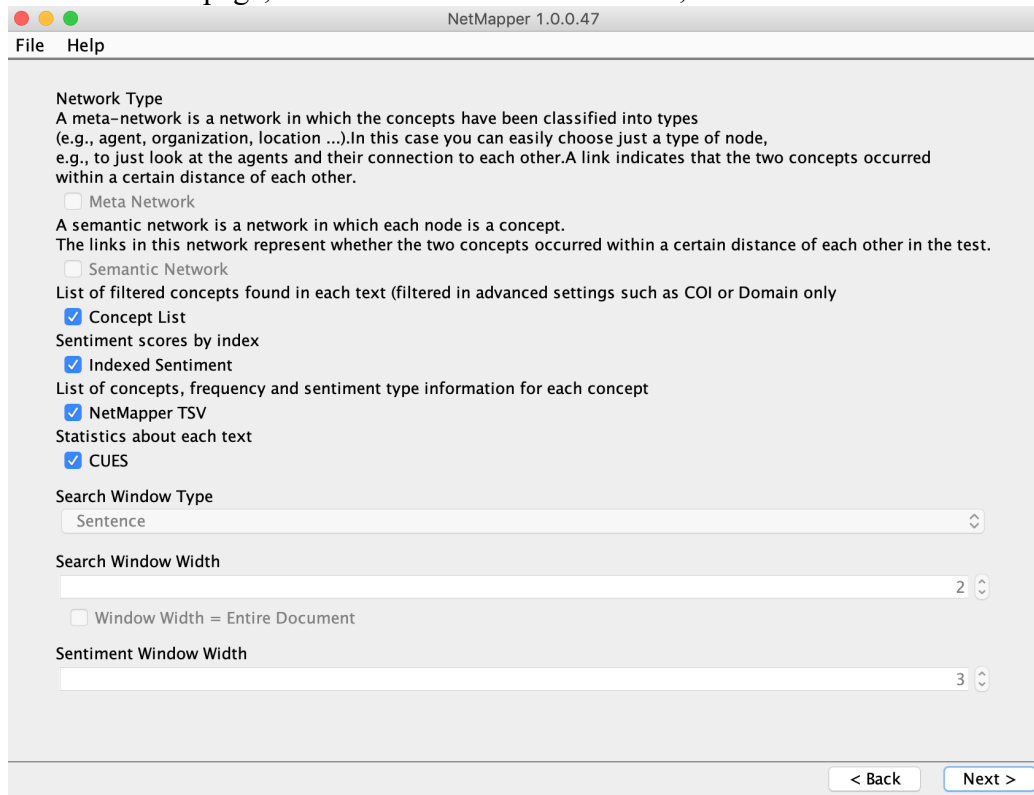 NetMapper 1.0.0.47
File Help
Network Type
A meta-network is a network in which the concepts have been classified into types
(e.g., agent, organization, location ...).In this case you can easily choose just a type of node,
e.g., to just look at the agents and their connection to each other.A link indicates that the two concepts occurred
within a certain distance of each other.
Meta Network
A semantic network is a network in which each node is a concept.
The links in this network represent whether the two concepts occurred within a certain distance of each other in the test.
Semantic Network
List of filtered concepts found in each text (filtered in advanced settings such as COI or Domain only
Concept List
Sentiment scores by index
Indexed Sentiment
List of concepts, frequency and sentiment type information for each concept
NetMapper TSV
Statistics about each text
CUES
Search Window Type
Sentence
Search Window Width
2
Window Width = Entire Document
Sentiment Window Width
3
< Back Next >